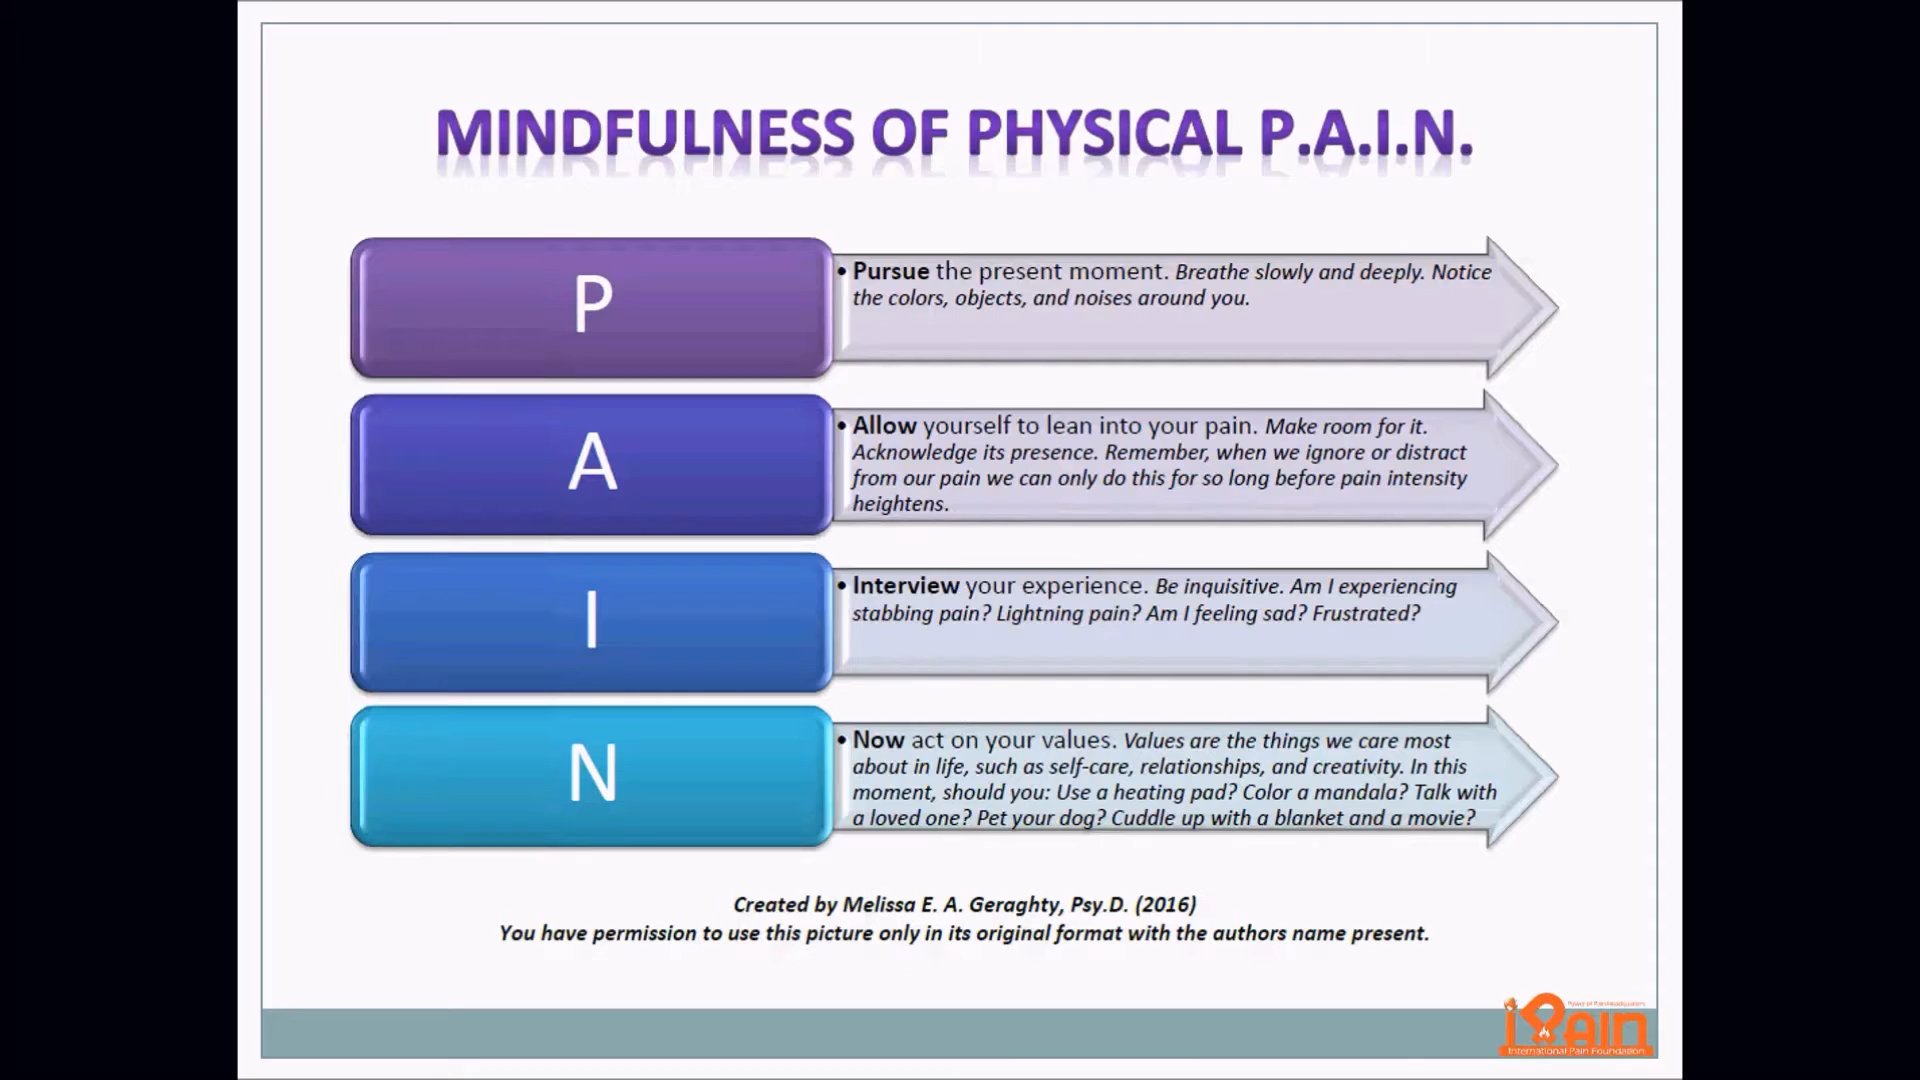 MINDFULNESS OF PHYSICAL P.A.I.N.
P
• Pursue the present moment. Breathe slowly and deeply. Notice
the colors, objects, and noises around you.
A
• Allow yourself to lean into your pain. Make room for it.
Acknowledge its presence. Remember, when we ignore or distract
from our pain we can only do this for so long before pain intensity
heightens.
I
• Interview your experience. Be inquisitive. Am I experiencing
stabbing pain? Lightning pain? Am I feeling sad? Frustrated?
N
• Now act on your values. Values are the things we care most
about in life, such as self-care, relationships, and creativity. In this
moment, should you: Use a heating pad? Color a mandala? Talk with
a loved one? Pet your dog? Cuddle up with a blanket and a movie?
Created by Melissa E. A. Geraghty, Psy.D. (2016)
You have permission to use this picture only in its original format with the authors name present.
iPain
International Pain Foundation